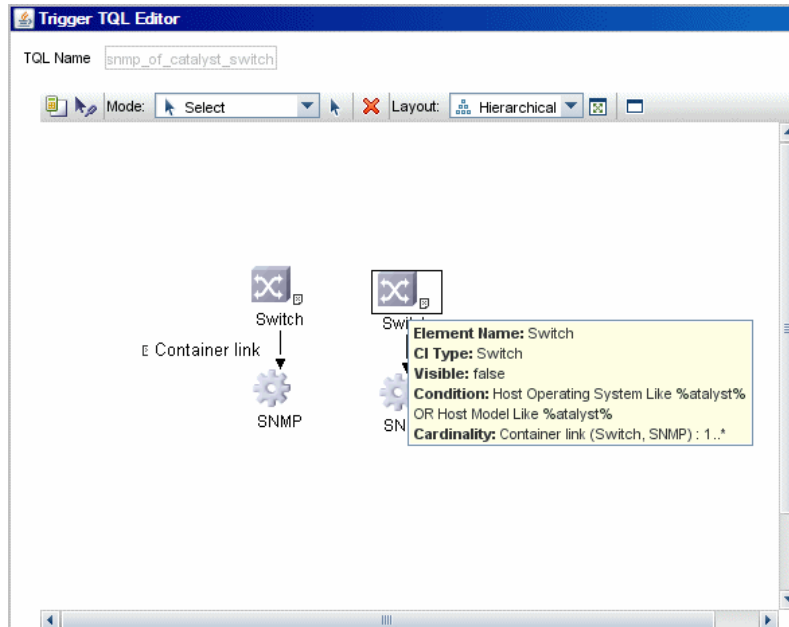 Trigger TQL Editor
TQL Name snmp_of_catalyst_switch
Mode: Select Layout: Hierarchical
Switch
Container link
SNMP
Swit
SN
Element Name: Switch
CI Type: Switch
Visible: false
Condition: Host Operating System Like %atalyst%
OR Host Model Like %atalyst%
Cardinality: Container link (Switch, SNMP) : 1..*